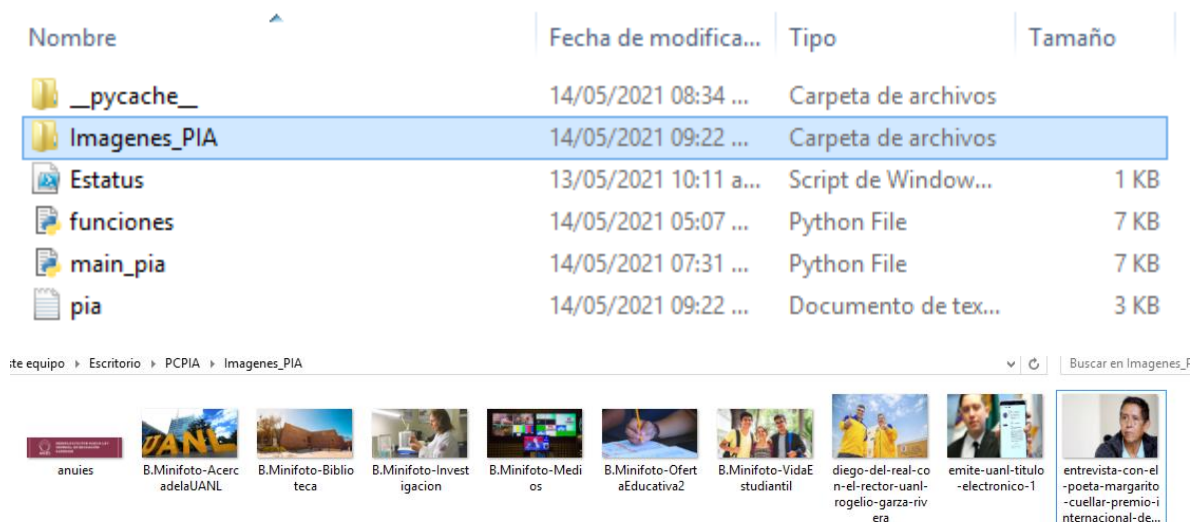 Nombre Fecha de modifica... Tipo Tamaño
__pycache__ 14/05/2021 08:34 ... Carpeta de archivos
Imagenes_PIA 14/05/2021 09:22 ... Carpeta de archivos
Estatus 13/05/2021 10:11 a... Script de Window... 1 KB
funciones 14/05/2021 05:07 ... Python File 7 KB
main_pia 14/05/2021 07:31 ... Python File 7 KB
pia 14/05/2021 09:22 ... Documento de tex... 3 KB
ste equipo Escritorio PCPIA Imagenes_PIA Buscar en Imagenes_P
UANL
anuies
B.Minifoto-Acerc
adelaUANL
B.Minifoto-Biblio
teca
B.Minifoto-Invest
igacion
B.Minifoto-Medi
os
B.Minifoto-Ofert
aEducativa2
B.Minifoto-VidaE
studiantil
diego-del-real-co
n-el-rector-uanl-
rogelio-garza-riv
era
emite-uanl-titulo
-electronico-1
entrevista-con-el
-poeta-margarito
-cuellar-premio-i
nternacional-de...